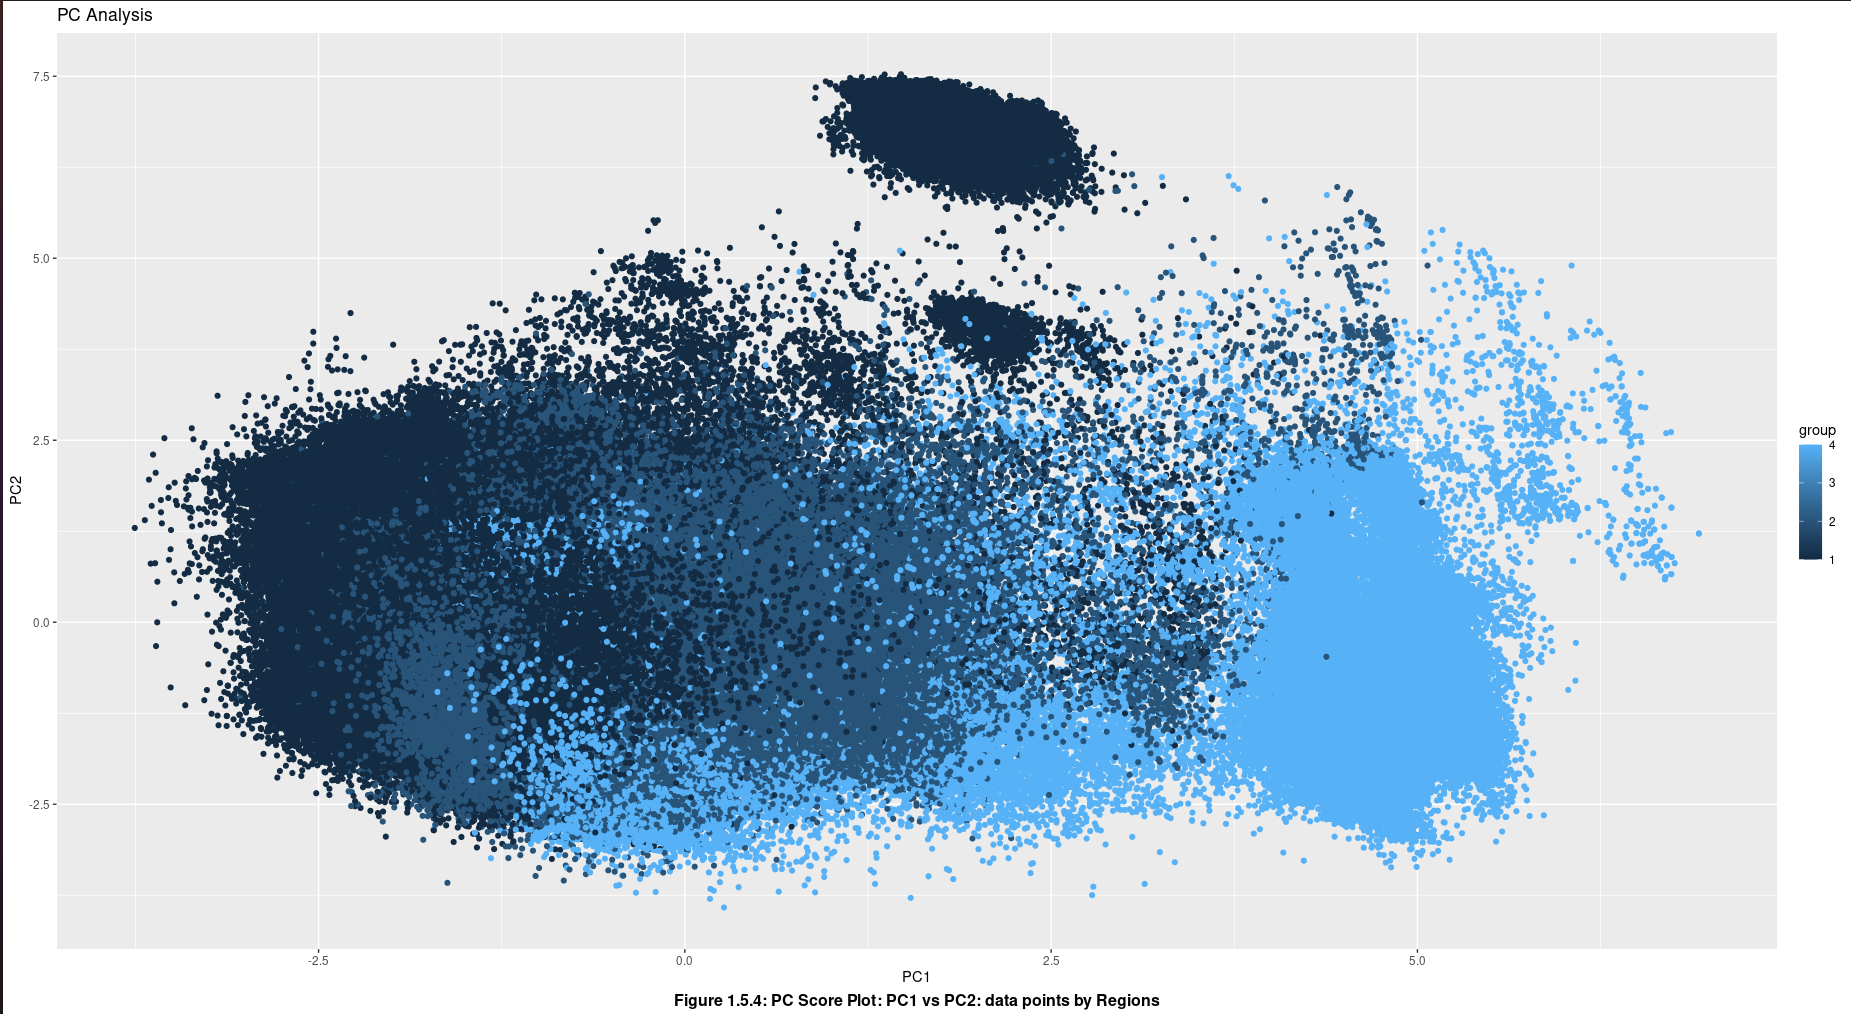 PC Analysis
7.5
5.0
2.5
0.0
-2.5
PC2
-2.5
0.0
2.5
5.0
PC1
group
4
3
2
1
Figure 1.5.4: PC Score Plot: PC1 vs PC2: data points by Regions